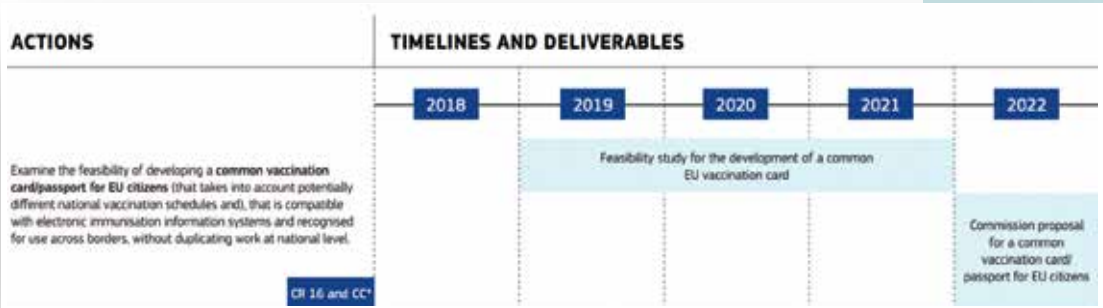 ACTIONS
TIMELINES AND DELIVERABLES
2018
2019
2020
2021
2022
Examine the feasibility of developing a common vaccination
card/passport for EU citizens (that takes into account potentially
different national vaccination schedules and), that is compatible
with electronic immunisation information systems and recognised
for use across borders, without duplicating work at national level.
CR 16 and CC*
Feasibility study for the development of a common
EU vaccination card
Commission proposal
for a common
vaccination card/
passport for EU citizens